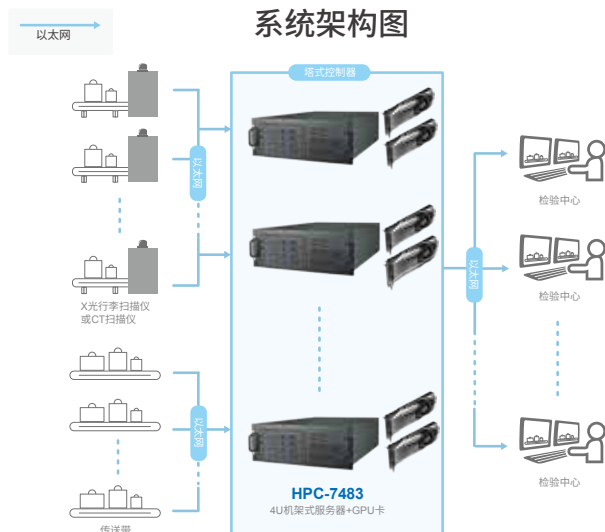 系统架构图
以太网
塔式控制器
以太网
X光行李扫描仪
或CT扫描仪
以太网
传送带
HPC-7483
4U机架式服务器+GPU卡
以太网
检验中心
检验中心
检验中心